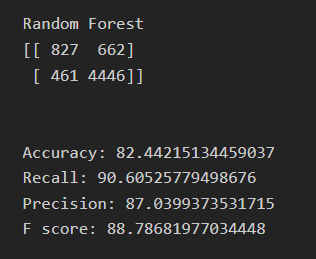 Random Forest
[[ 827  662]
 [ 461 4446]]
Accuracy: 82.44215134459037
Recall: 90.60525779498676
Precision: 87.0399373531715
F score: 88.78681977034448